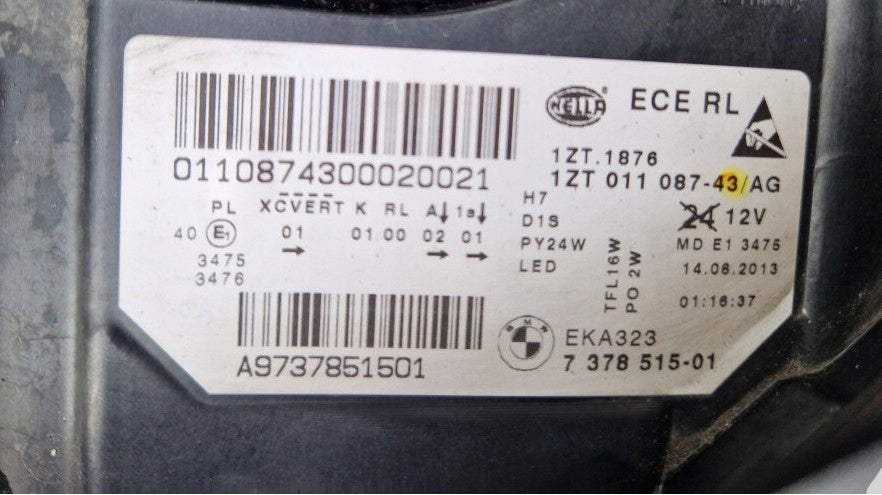 HELLA ECE RL
0110874300020021
1ZT.1876
1ZT 011 087-43/AG
PL XCVERT K RL A↓ 1a↓
40 E1 01 01 00 02 01
→ → →
3475
3476
H7
D1S
PY24W
LED
TFL16W
PO 2W
24 12V
MD E1 3475
14.06.2013
01:16:37
A9737851501
BMW
EKA323
7 378 515-01